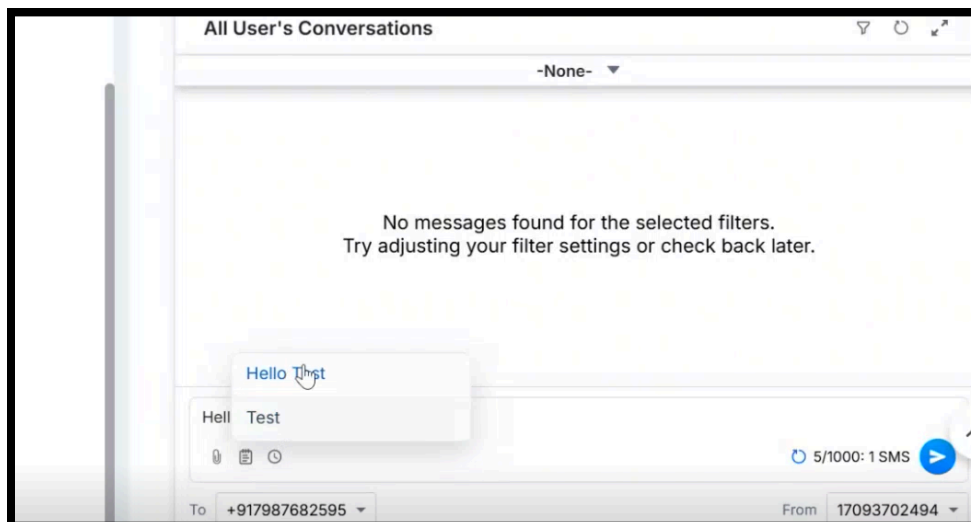 All User's Conversations
-None-
No messages found for the selected filters.
Try adjusting your filter settings or check back later.
Hello Test
Hell
Test
5/1000: 1 SMS
To +917987682595
From 17093702494